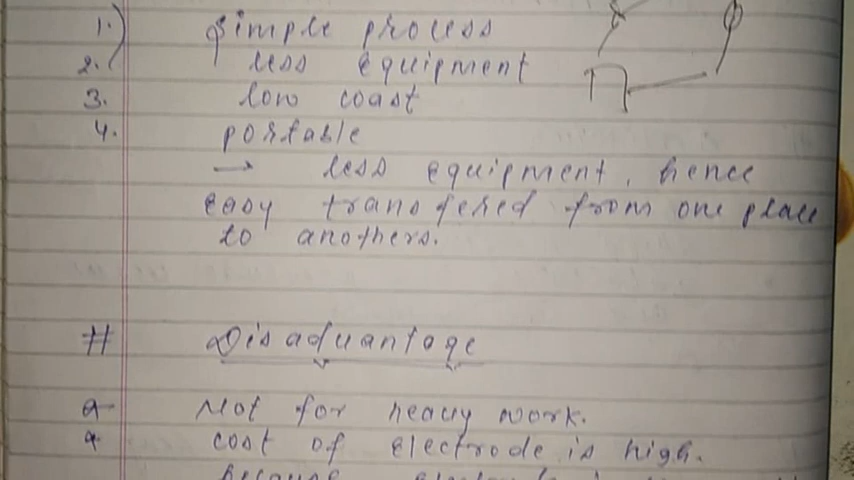 1.) Simple process
2. less equipment
3. low coast
4. portable
→ less equipment, hence
easy transfered from one place
to anothers.
# Disadvantage
* Not for heavy work.
* cost of electrode is high.
because